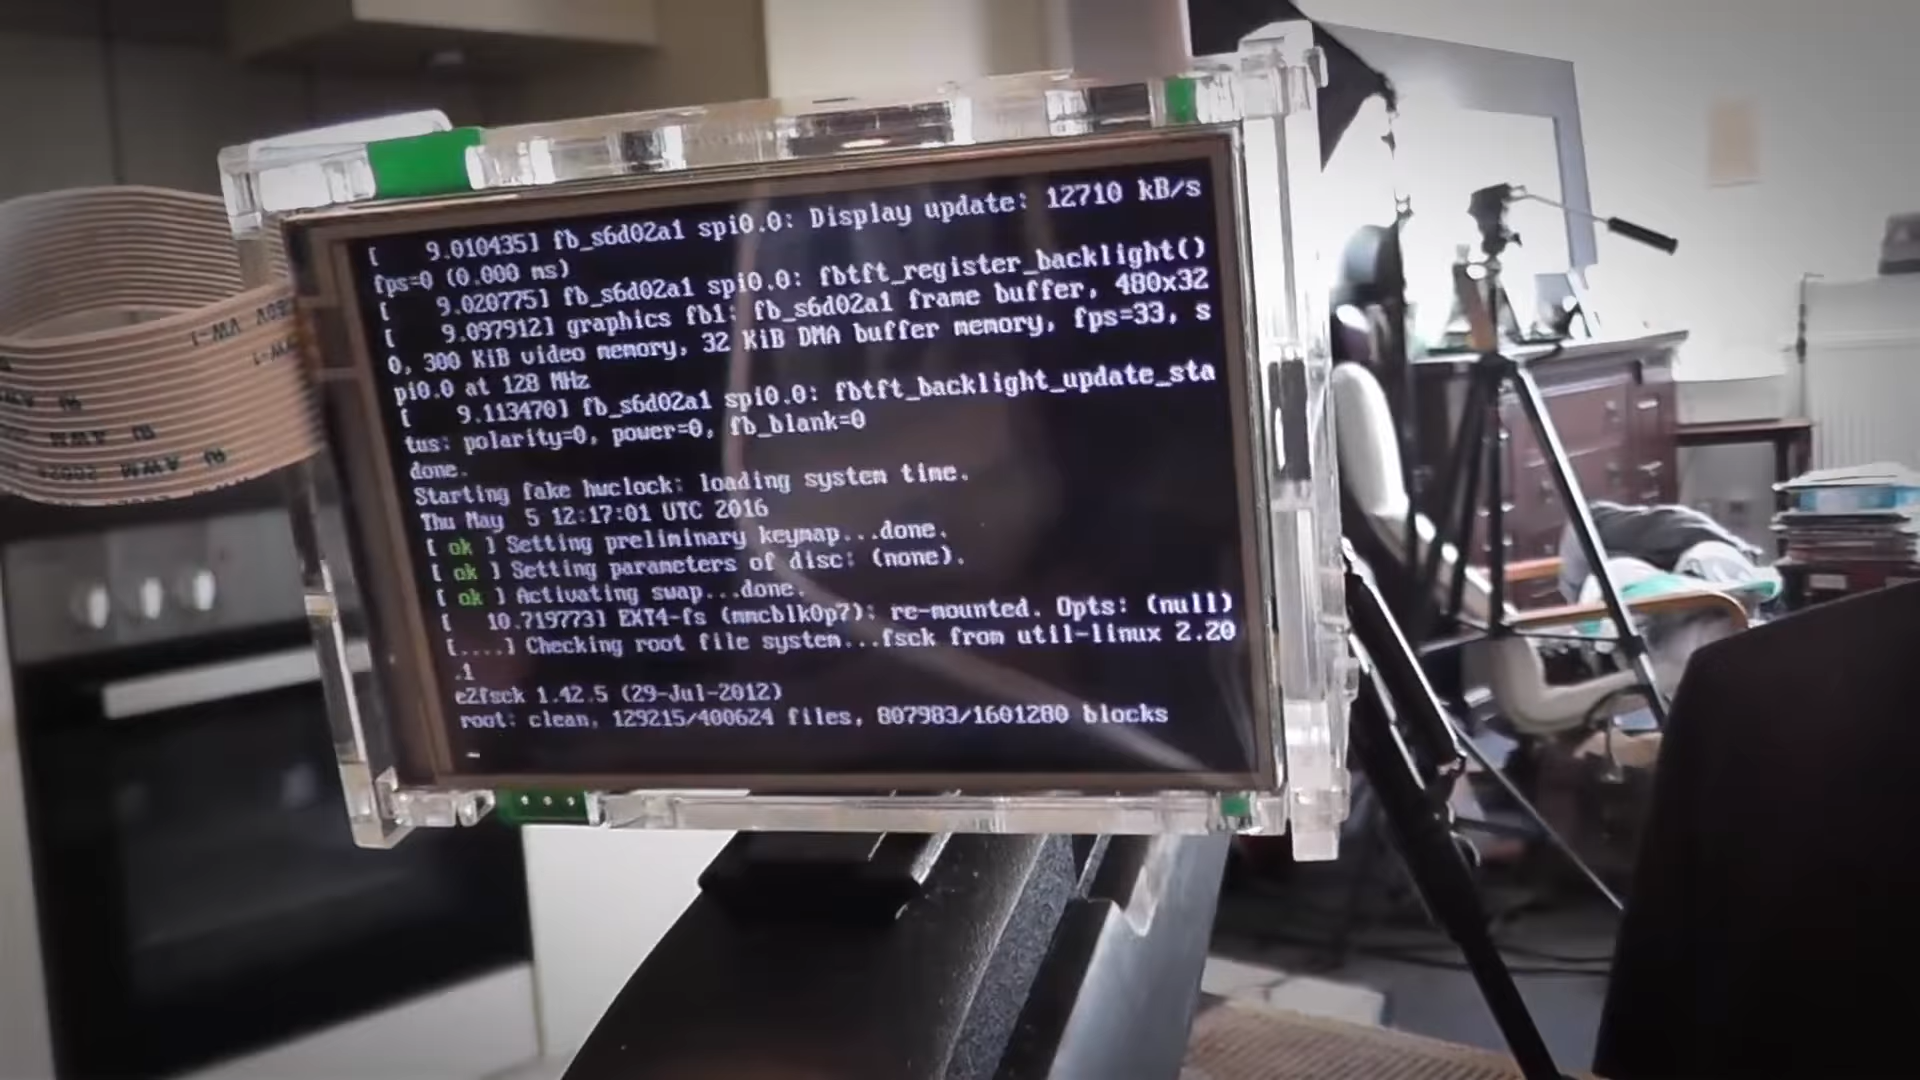 [    9.010435] fb_s6d02a1 spi0.0: Display update: 12710 kB/s
fps=0 (0.000 ms)
[    9.020775] fb_s6d02a1 spi0.0: fbtft_register_backlight()
[    9.097912] graphics fb1: fb_s6d02a1 frame buffer, 480x32
0, 300 KiB video memory, 32 KiB DMA buffer memory, fps=33, s
pi0.0 at 128 MHz
[    9.113470] fb_s6d02a1 spi0.0: fbtft_backlight_update_sta
tus: polarity=0, power=0, fb_blank=0
done.
Starting fake hwclock: loading system time.
Thu May  5 12:17:01 UTC 2016
[ ok ] Setting preliminary keymap...done.
[ ok ] Setting parameters of disc: (none).
[ ok ] Activating swap...done.
[   10.719773] EXT4-fs (mmcblk0p7): re-mounted. Opts: (null)
[....] Checking root file system...fsck from util-linux 2.20
.1
e2fsck 1.42.5 (29-Jul-2012)
root: clean, 129215/400624 files, 807983/1601280 blocks
VW-1
AWM